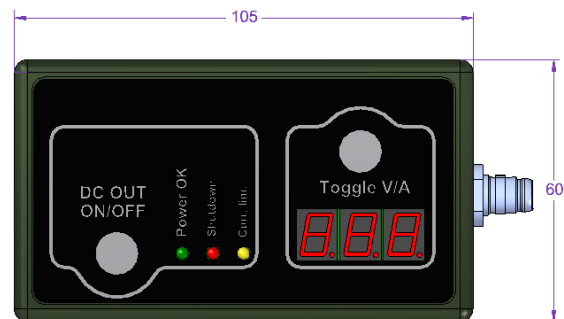 105
60
DC OUT
ON/OFF
Power OK
Shutdown
Curr. lim.
Toggle V/A
8.8.8.